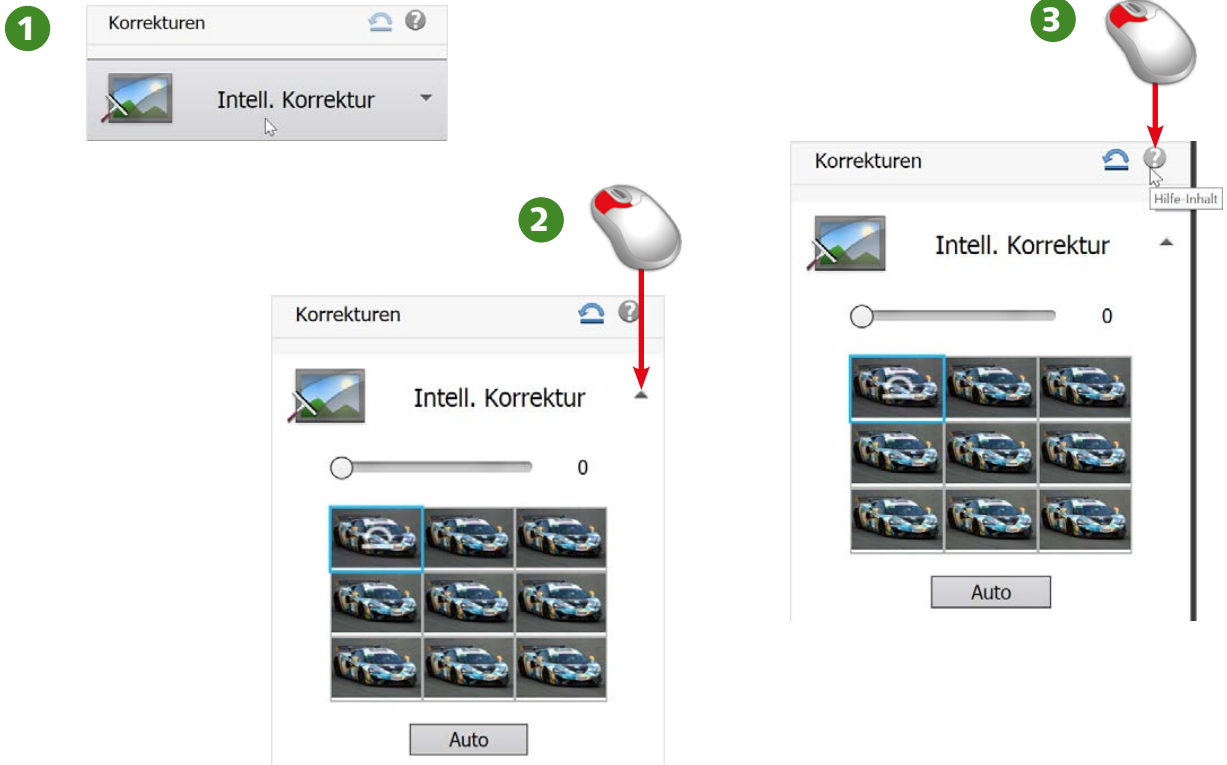 1
Korrekturen
Intell. Korrektur
2
Korrekturen
Intell. Korrektur
0
Auto
3
Korrekturen
Hilfe-Inhalt
Intell. Korrektur
0
Auto